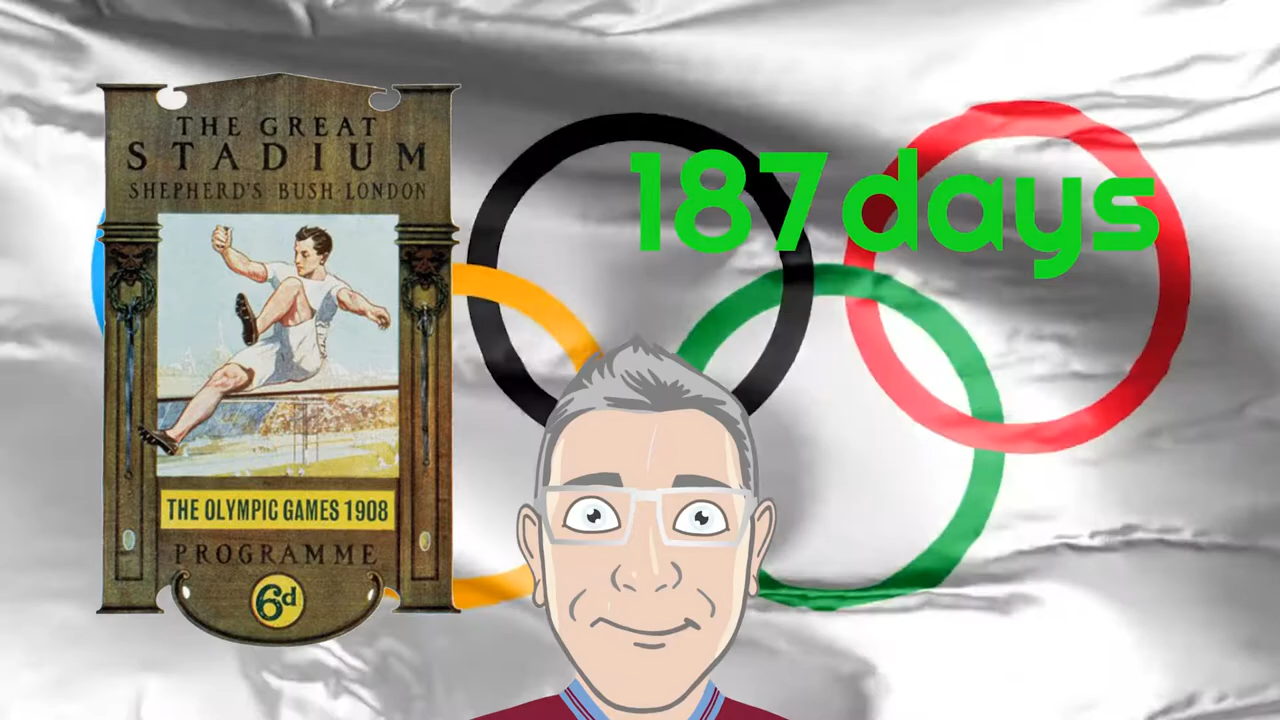 THE GREAT
STADIUM
SHEPHERD'S BUSH·LONDON
THE OLYMPIC GAMES 1908
PROGRAMME
6d
187 days